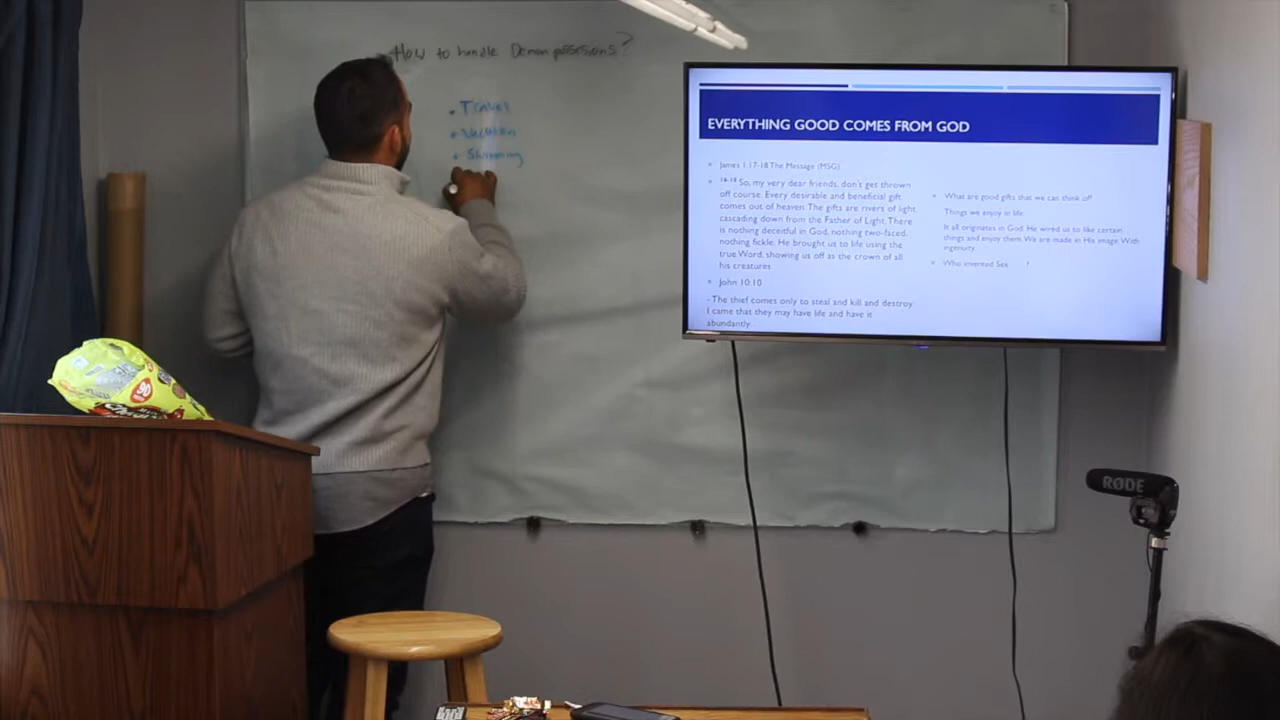 How to handle Demon possesions?
• Travel
• Vacation
• Swimming
EVERYTHING GOOD COMES FROM GOD
James 1:17-18 The Message (MSG)
16-18 So, my very dear friends, don't get thrown
off course. Every desirable and beneficial gift
comes out of heaven. The gifts are rivers of light
cascading down from the Father of Light. There
is nothing deceitful in God, nothing two-faced,
nothing fickle. He brought us to life using the
true Word, showing us off as the crown of all
his creatures.
John 10:10
- The thief comes only to steal and kill and destroy.
I came that they may have life and have it
abundantly.
What are good gifts that we can think of?
Things we enjoy in life.
It all originates in God. He wired us to like certain
things and enjoy them. We are made in His image. With
ingenuity.
Who invented Sex ?
RØDE